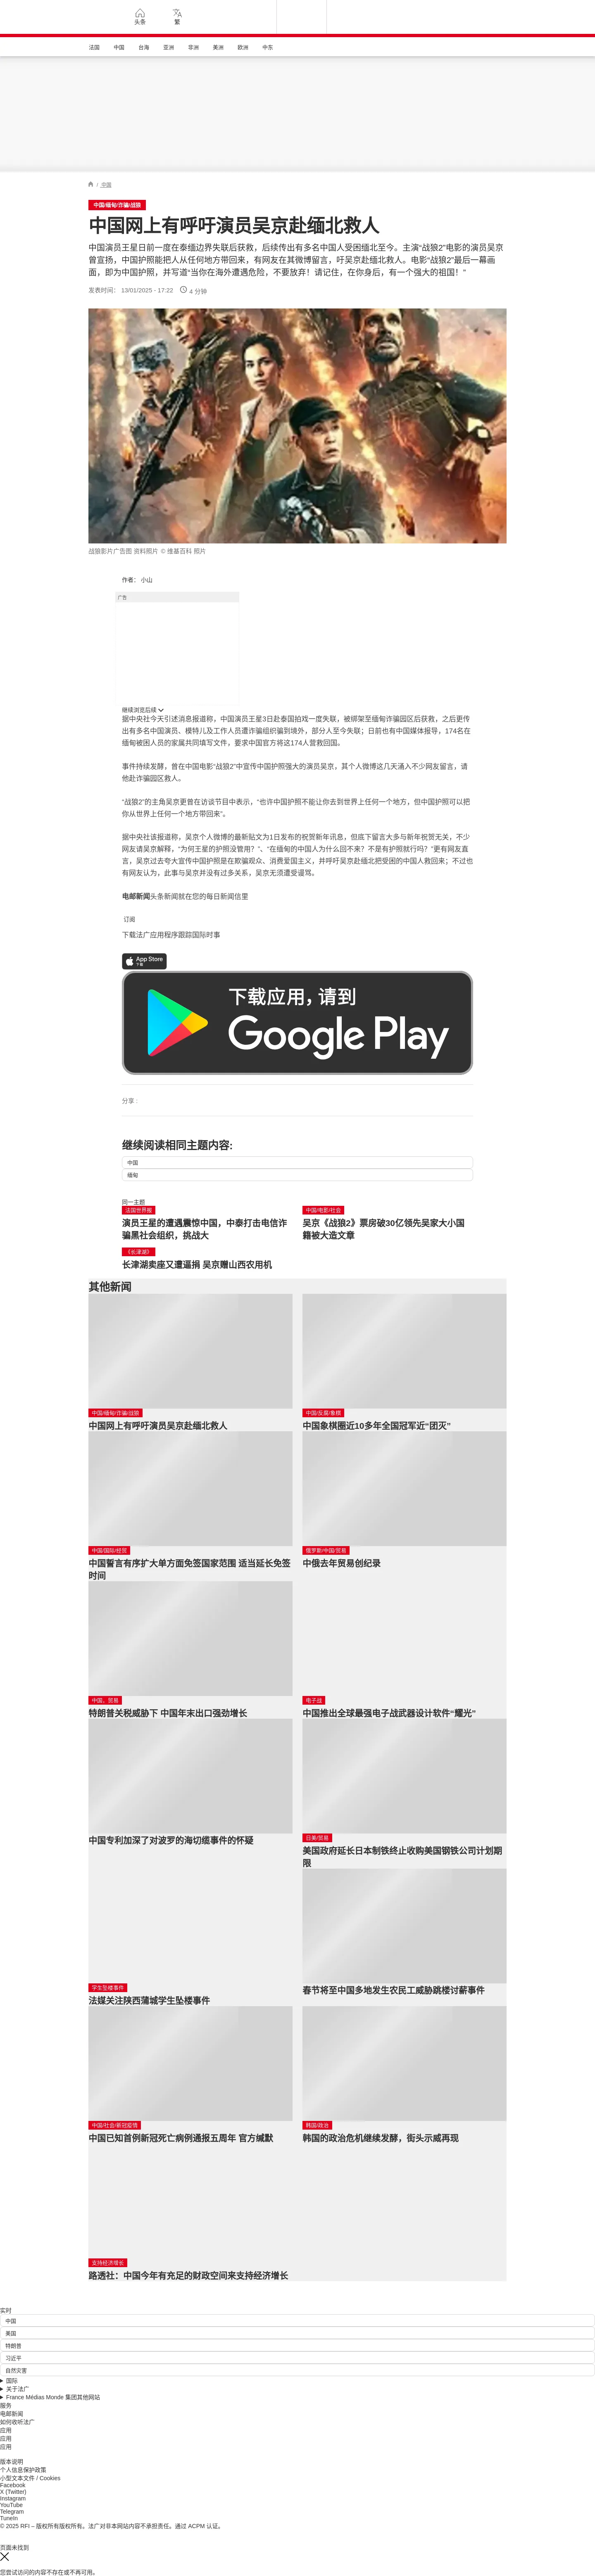 头条
繁
法国
中国
台海
亚洲
非洲
美洲
欧洲
中东
/ 中国
中国/缅甸/诈骗/战狼
中国网上有呼吁演员吴京赴缅北救人
中国演员王星日前一度在泰缅边界失联后获救，后续传出有多名中国人受困缅北至今。主演“战狼2”电影的演员吴京
曾宣扬，中国护照能把人从任何地方带回来，有网友在其微博留言，吁吴京赴缅北救人。电影“战狼2”最后一幕画
面，即为中国护照，并写道“当你在海外遭遇危险，不要放弃！请记住，在你身后，有一个强大的祖国！”
发表时间： 13/01/2025 - 17:22
4 分钟
战狼影片广告图 资料照片 © 维基百科 照片
作者： 小山
广告
继续浏览后续
据中央社今天引述消息报道称，中国演员王星3日赴泰国拍戏一度失联，被绑架至缅甸诈骗园区后获救，之后更传
出有多名中国演员、模特儿及工作人员遭诈骗组织骗到境外，部分人至今失联；日前也有中国媒体报导，174名在
缅甸被困人员的家属共同填写文件，要求中国官方将这174人营救回国。
事件持续发酵，曾在中国电影“战狼2”中宣传中国护照强大的演员吴京，其个人微博这几天涌入不少网友留言，请
他赴诈骗园区救人。
“战狼2”的主角吴京更曾在访谈节目中表示，“也许中国护照不能让你去到世界上任何一个地方，但中国护照可以把
你从世界上任何一个地方带回来”。
据中央社该报道称，吴京个人微博的最新贴文为1日发布的祝贺新年讯息，但底下留言大多与新年祝贺无关，不少
网友请吴京解释，“为何王星的护照没管用？”、“在缅甸的中国人为什么回不来？不是有护照就行吗？”更有网友直
言，吴京过去夸大宣传中国护照是在欺骗观众、消费爱国主义，并呼吁吴京赴缅北把受困的中国人救回来；不过也
有网友认为，此事与吴京并没有过多关系，吴京无须遭受谩骂。
电邮新闻头条新闻就在您的每日新闻信里
订阅
下载法广应用程序跟踪国际时事
App Store
下载
下载应用，请到
Google Play
分享 :
继续阅读相同主题内容:
中国
缅甸
同一主题
法国世界报
演员王星的遭遇震惊中国，中泰打击电信诈
骗黑社会组织，挑战大
中国/电影/社会
吴京《战狼2》票房破30亿领先吴家大小国
籍被大造文章
《长津湖》
长津湖卖座又遭逼捐 吴京赠山西农用机
其他新闻
中国/缅甸/诈骗/战狼
中国网上有呼吁演员吴京赴缅北救人
中国/反腐/象棋
中国象棋圈近10多年全国冠军近“团灭”
中国/国际/经贸
中国誓言有序扩大单方面免签国家范围 适当延长免签
时间
俄罗斯/中国/贸易
中俄去年贸易创纪录
中国、贸易
特朗普关税威胁下 中国年末出口强劲增长
电子战
中国推出全球最强电子战武器设计软件“耀光”
中国专利加深了对波罗的海切缆事件的怀疑
日美/贸易
美国政府延长日本制铁终止收购美国钢铁公司计划期
限
学生坠楼事件
法媒关注陕西蒲城学生坠楼事件
春节将至中国多地发生农民工威胁跳楼讨薪事件
中国/社会/新冠疫情
中国已知首例新冠死亡病例通报五周年 官方缄默
韩国/政治
韩国的政治危机继续发酵，街头示威再现
支持经济增长
路透社：中国今年有充足的财政空间来支持经济增长
实时
中国
美国
特朗普
习近平
自然灾害
国际
关于法广
France Médias Monde 集团其他网站
服务
电邮新闻
如何收听法广
应用
应用
应用
版本说明
个人信息保护政策
小型文本文件 / Cookies
Facebook
X (Twitter)
Instagram
YouTube
Telegram
TuneIn
© 2025 RFI – 版权所有版权所有。法广对非本网站内容不承担责任。通过 ACPM 认证。
页面未找到
您尝试访问的内容不存在或不再可用。